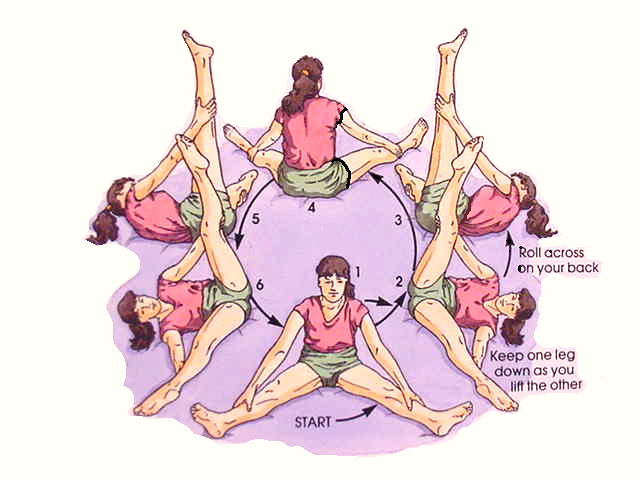 4
5
3
6
1
2
Roll across
on your back
Keep one leg
down as you
lift the other
START